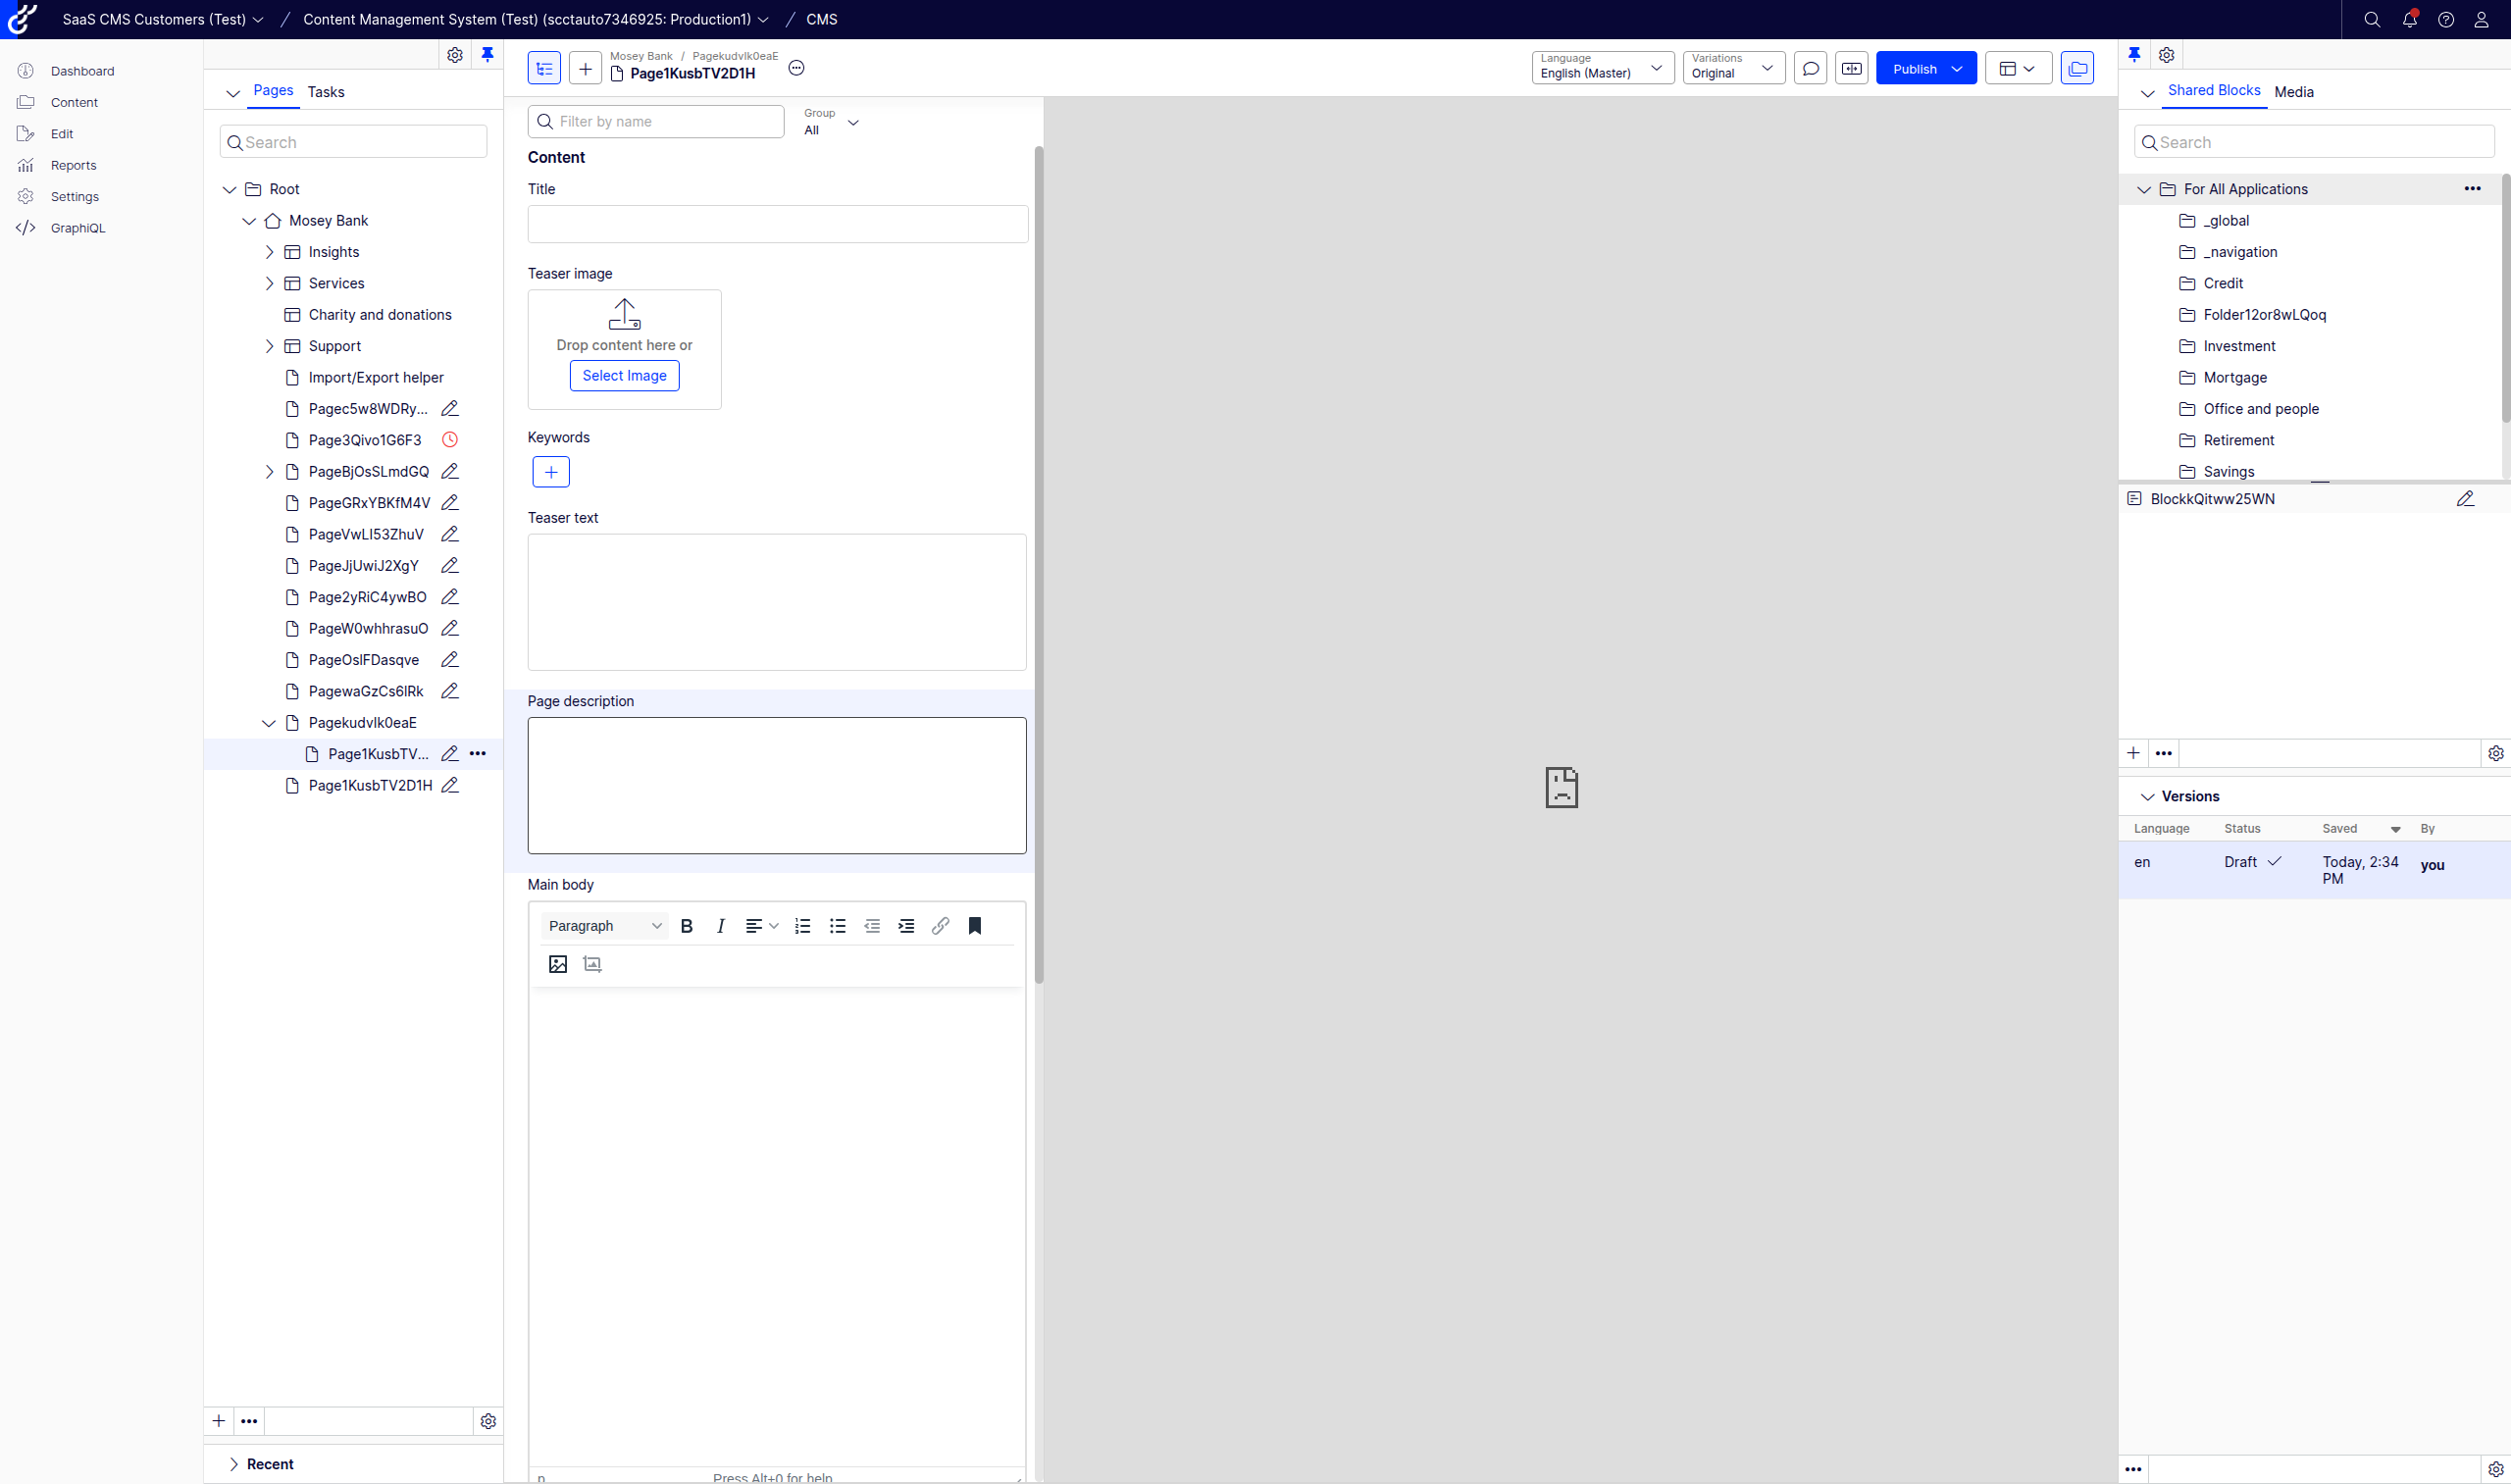 SaaS CMS Customers (Test) / Content Management System (Test) (scctauto7346925: Production1) / CMS
Dashboard
Content
Edit
Reports
Settings
GraphiQL
Pages Tasks
Search
Root
Mosey Bank
Insights
Services
Charity and donations
Support
Import/Export helper
Pagec5w8WDRy...
Page3Qivo1G6F3
PageBjOsSLmdGQ
PageGRxYBKfM4V
PageVwLI53ZhuV
PageJjUwiJ2XgY
Page2yRiC4ywBO
PageW0whhrasuO
PageOsIFDasqve
PagewaGzCs6IRk
Pagekudvlk0eaE
Page1KusbTV...
Page1KusbTV2D1H
Recent
Mosey Bank / Pagekudvlk0eaE
Page1KusbTV2D1H
Language
English (Master)
Variations
Original
Publish
Filter by name
Group
All
Content
Title
Teaser image
Drop content here or
Select Image
Keywords
Teaser text
Page description
Main body
Paragraph
B I
p
Press Alt+0 for help
Shared Blocks Media
Search
For All Applications
_global
_navigation
Credit
Folder12or8wLQoq
Investment
Mortgage
Office and people
Retirement
Savings
BlockkQitww25WN
Versions
Language Status Saved By
en Draft Today, 2:34 PM you